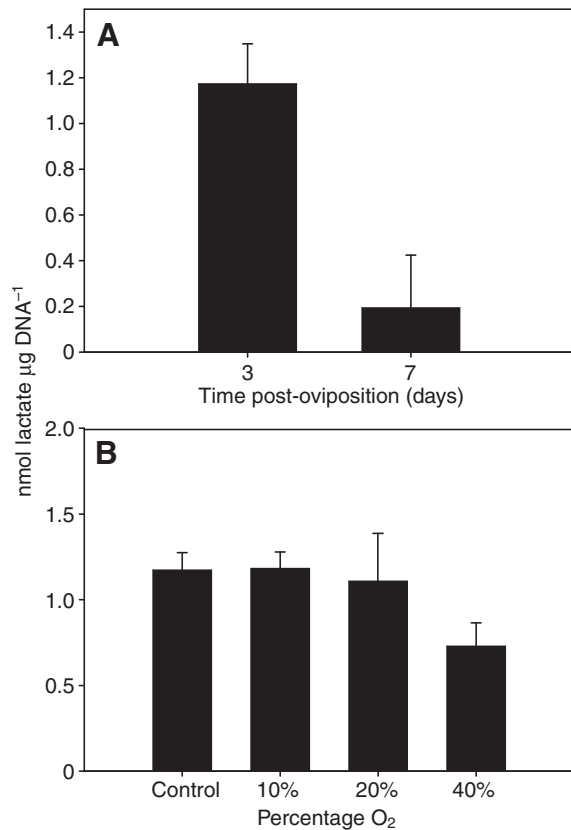 A
1.4
1.2
1.0
0.8
0.6
0.4
0.2
0
3 7
Time post-oviposition (days)
nmol lactate μg DNA⁻¹
B
2.0
1.5
1.0
0.5
0
Control 10% 20% 40%
Percentage O₂